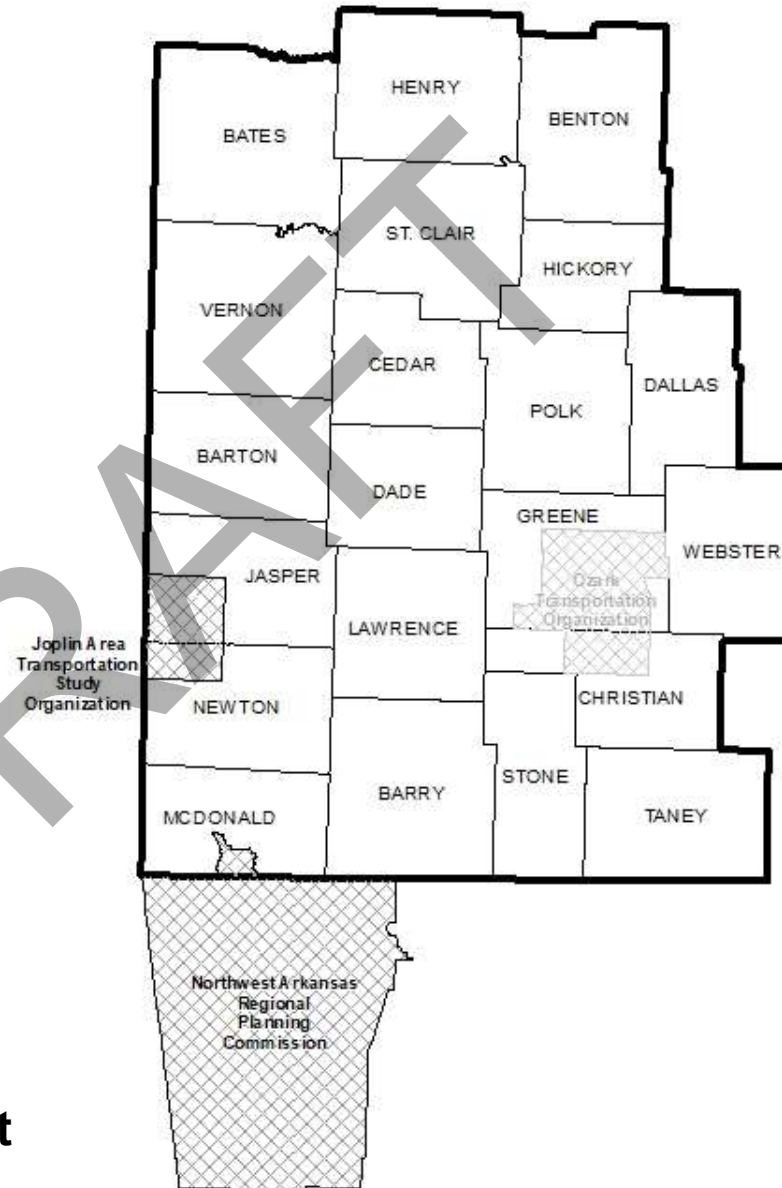 HENRY
BENTON
BATES
ST. CLAIR
HICKORY
VERNON
CEDAR
DALLAS
POLK
BARTON
DADE
GREENE
WEBSTER
JASPER
Ozark
Transportation
Organization
LAWRENCE
Joplin Area
Transportation
Study
Organization
CHRISTIAN
NEWTON
STONE
BARRY
TANEY
MCDONALD
Northwest Arkansas
Regional
Planning
Commission
t
RAFT